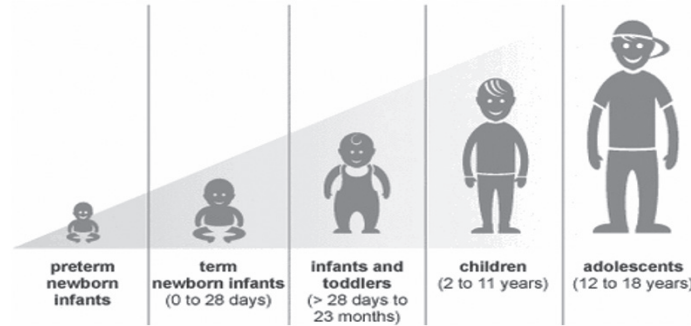 preterm
newborn
infants
term
newborn infants
(0 to 28 days)
infants and
toddlers
(> 28 days to
23 months)
children
(2 to 11 years)
adolescents
(12 to 18 years)